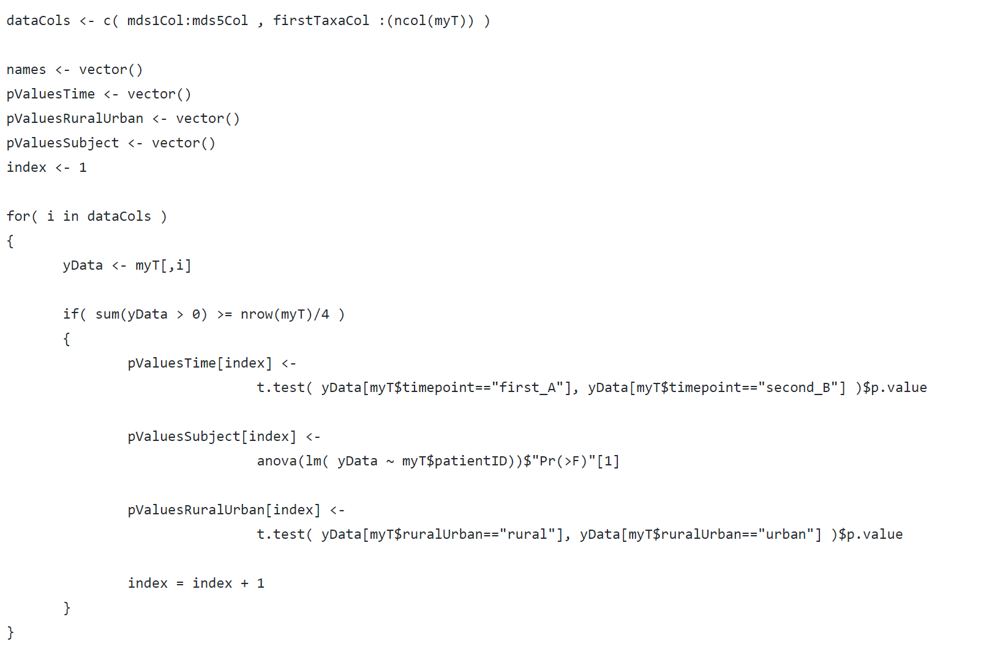 dataCols <- c( mds1Col:mds5Col , firstTaxaCol :(ncol(myT)) )
names <- vector()
pValuesTime <- vector()
pValuesRuralUrban <- vector()
pValuesSubject <- vector()
index <- 1
for( i in dataCols )
{
yData <- myT[,i]
if( sum(yData > 0) >= nrow(myT)/4 )
{
pValuesTime[index] <-
t.test( yData[myT$timepoint=="first_A"], yData[myT$timepoint=="second_B"] )$p.value
pValuesSubject[index] <-
anova(lm( yData ~ myT$patientID))$"Pr(>F)"[1]
pValuesRuralUrban[index] <-
t.test( yData[myT$ruralUrban=="rural"], yData[myT$ruralUrban=="urban"] )$p.value
index = index + 1
}
}